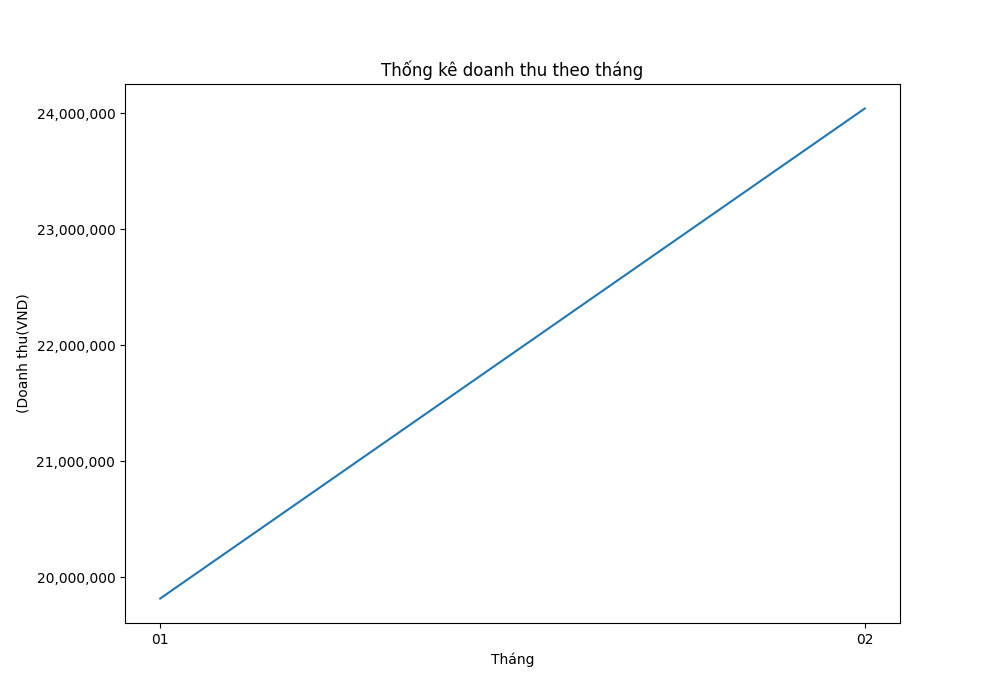 Thống kê doanh thu theo tháng
24,000,000
23,000,000
22,000,000
21,000,000
20,000,000
(Doanh thu(VND)
01
02
Tháng